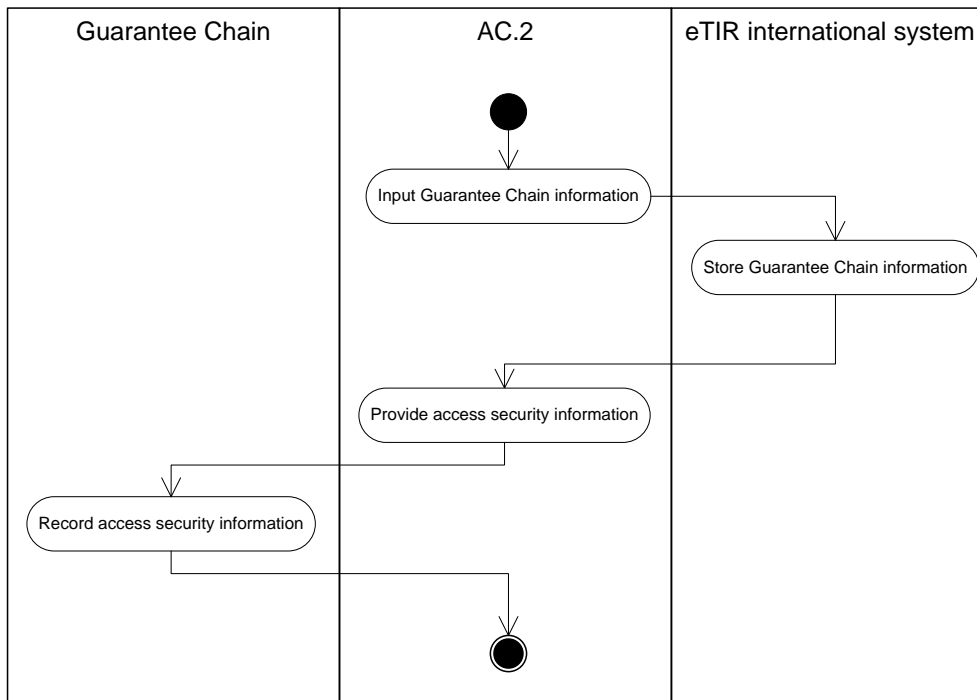 Guarantee Chain
AC.2
eTIR international system
Input Guarantee Chain information
Store Guarantee Chain information
Provide access security information
Record access security information